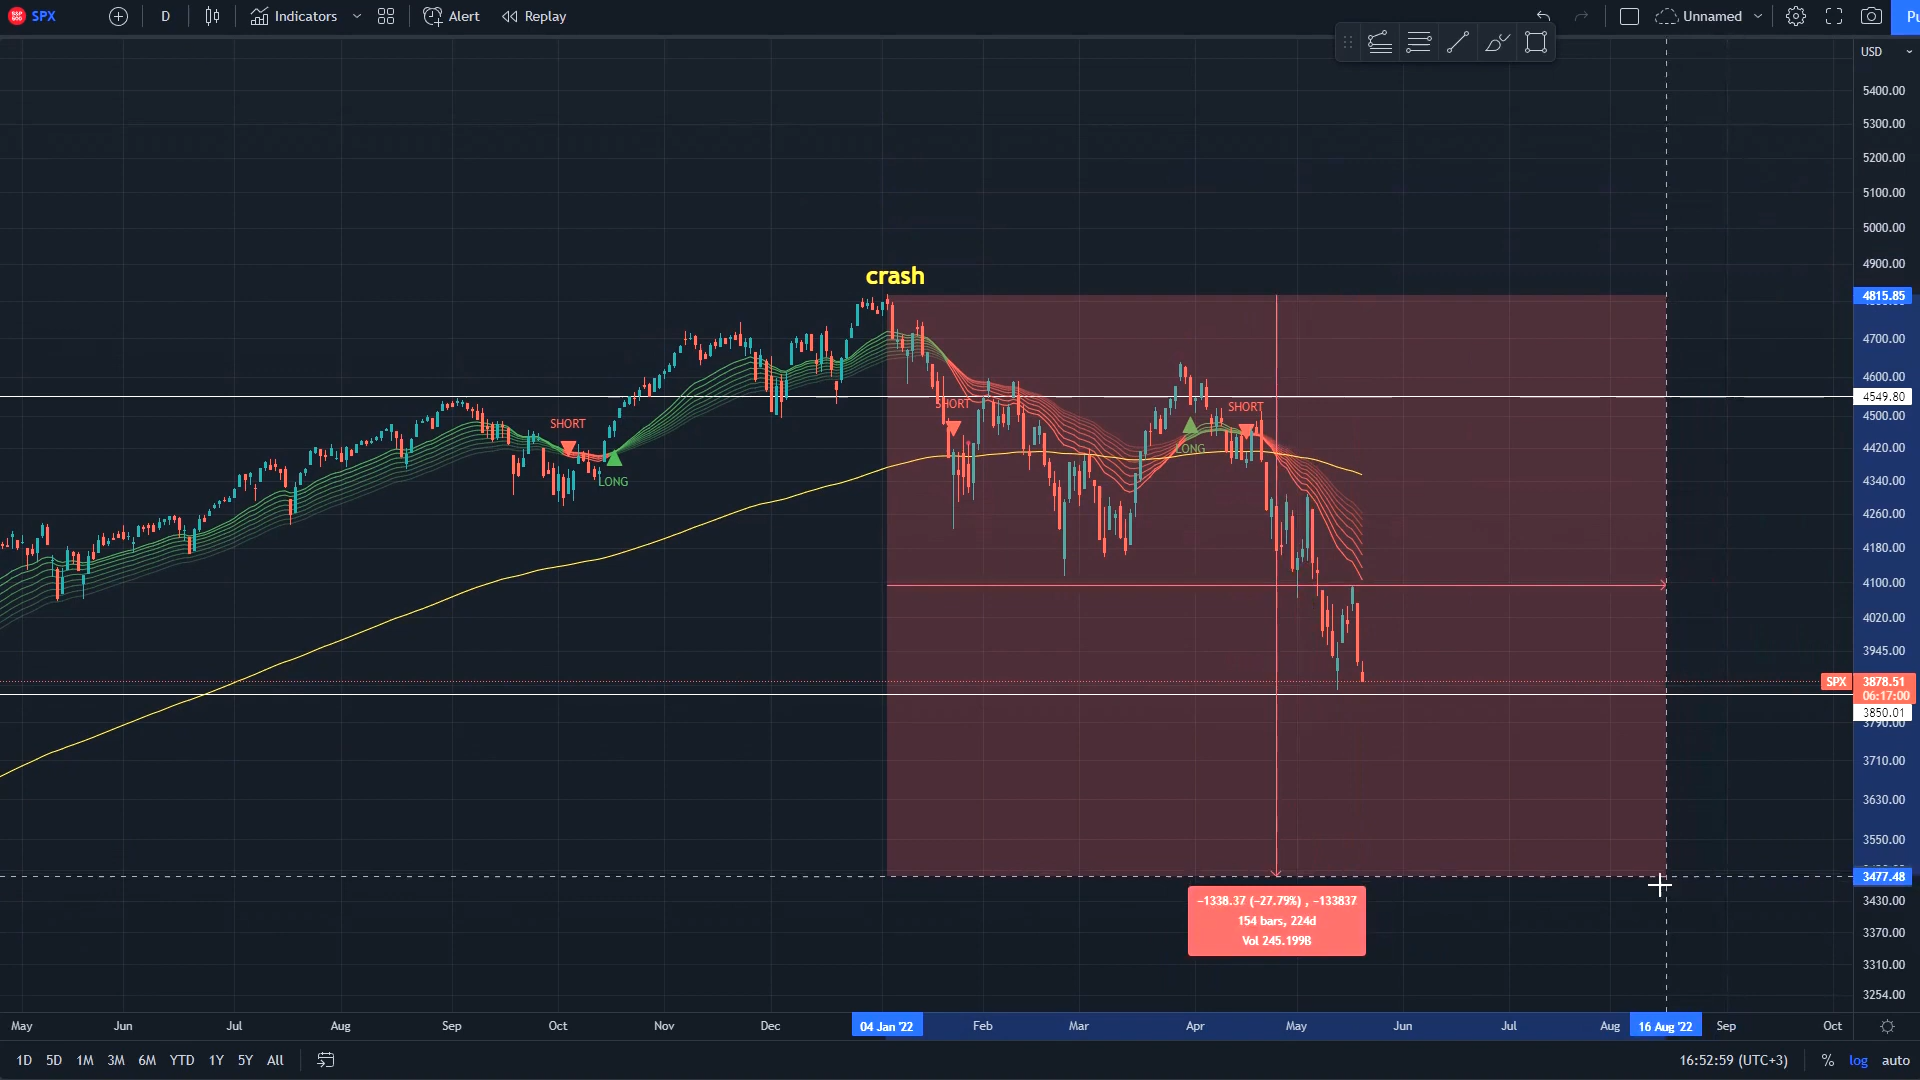 SPX
D
Indicators
Alert
Replay
Unnamed
USD
5400.00
5300.00
5200.00
5100.00
5000.00
4900.00
4815.85
4700.00
4600.00
4549.80
4500.00
4420.00
4340.00
4260.00
4180.00
4100.00
4020.00
3945.00
SPX 3878.51
06:17:00
3850.01
3790.00
3710.00
3630.00
3550.00
3477.48
3430.00
3370.00
3310.00
3254.00
crash
SHORT
LONG
SHORT
LONG
SHORT
−1338.37 (−27.79%) , −133837
154 bars, 224d
Vol 245.199B
May Jun Jul Aug Sep Oct Nov Dec 04 Jan '22 Feb Mar Apr May Jun Jul Aug 16 Aug '22 Sep Oct
1D 5D 1M 3M 6M YTD 1Y 5Y All
16:52:59 (UTC+3) % log auto